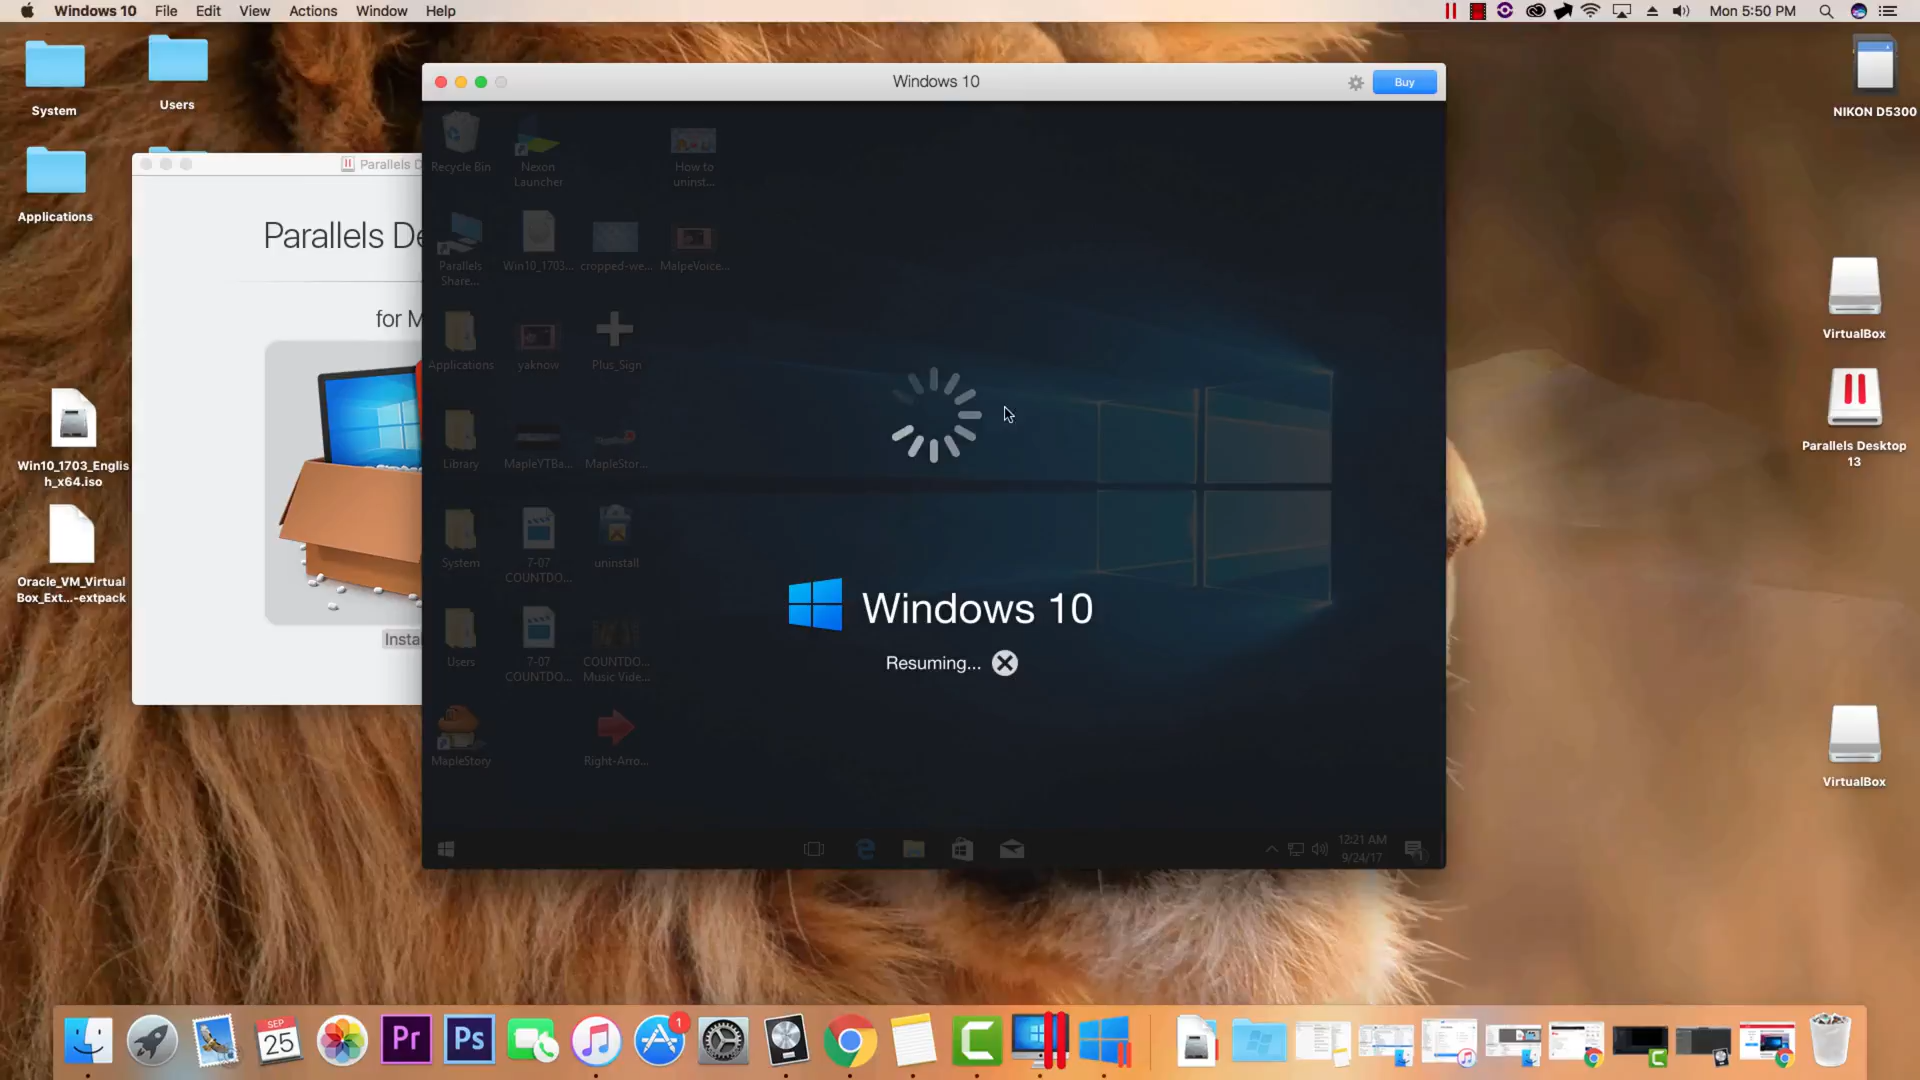 Windows 10 File Edit View Actions Window Help
Mon 5:50 PM
System
Users
Applications
Win10_1703_Englis
h_x64.iso
Oracle_VM_Virtual
Box_Ext...-extpack
Parallels D
Parallels De
for M
Insta
Windows 10
Buy
Recycle Bin
Nexon
Launcher
How to
uninst...
Parallels
Share...
Win10_1703...
cropped-we...
MalpeVoice...
Applications
yaknow
Plus_Sign
Library
MapleYTBa...
MapleStor...
System
7-07
COUNTDO...
uninstall
Users
7-07
COUNTDO...
COUNTDO...
Music Vide...
MapleStory
Right-Arro...
Windows 10
Resuming...
12:21 AM
9/24/17
1
NIKON D5300
VirtualBox
Parallels Desktop
13
VirtualBox
SEP
25
Pr
Ps
1